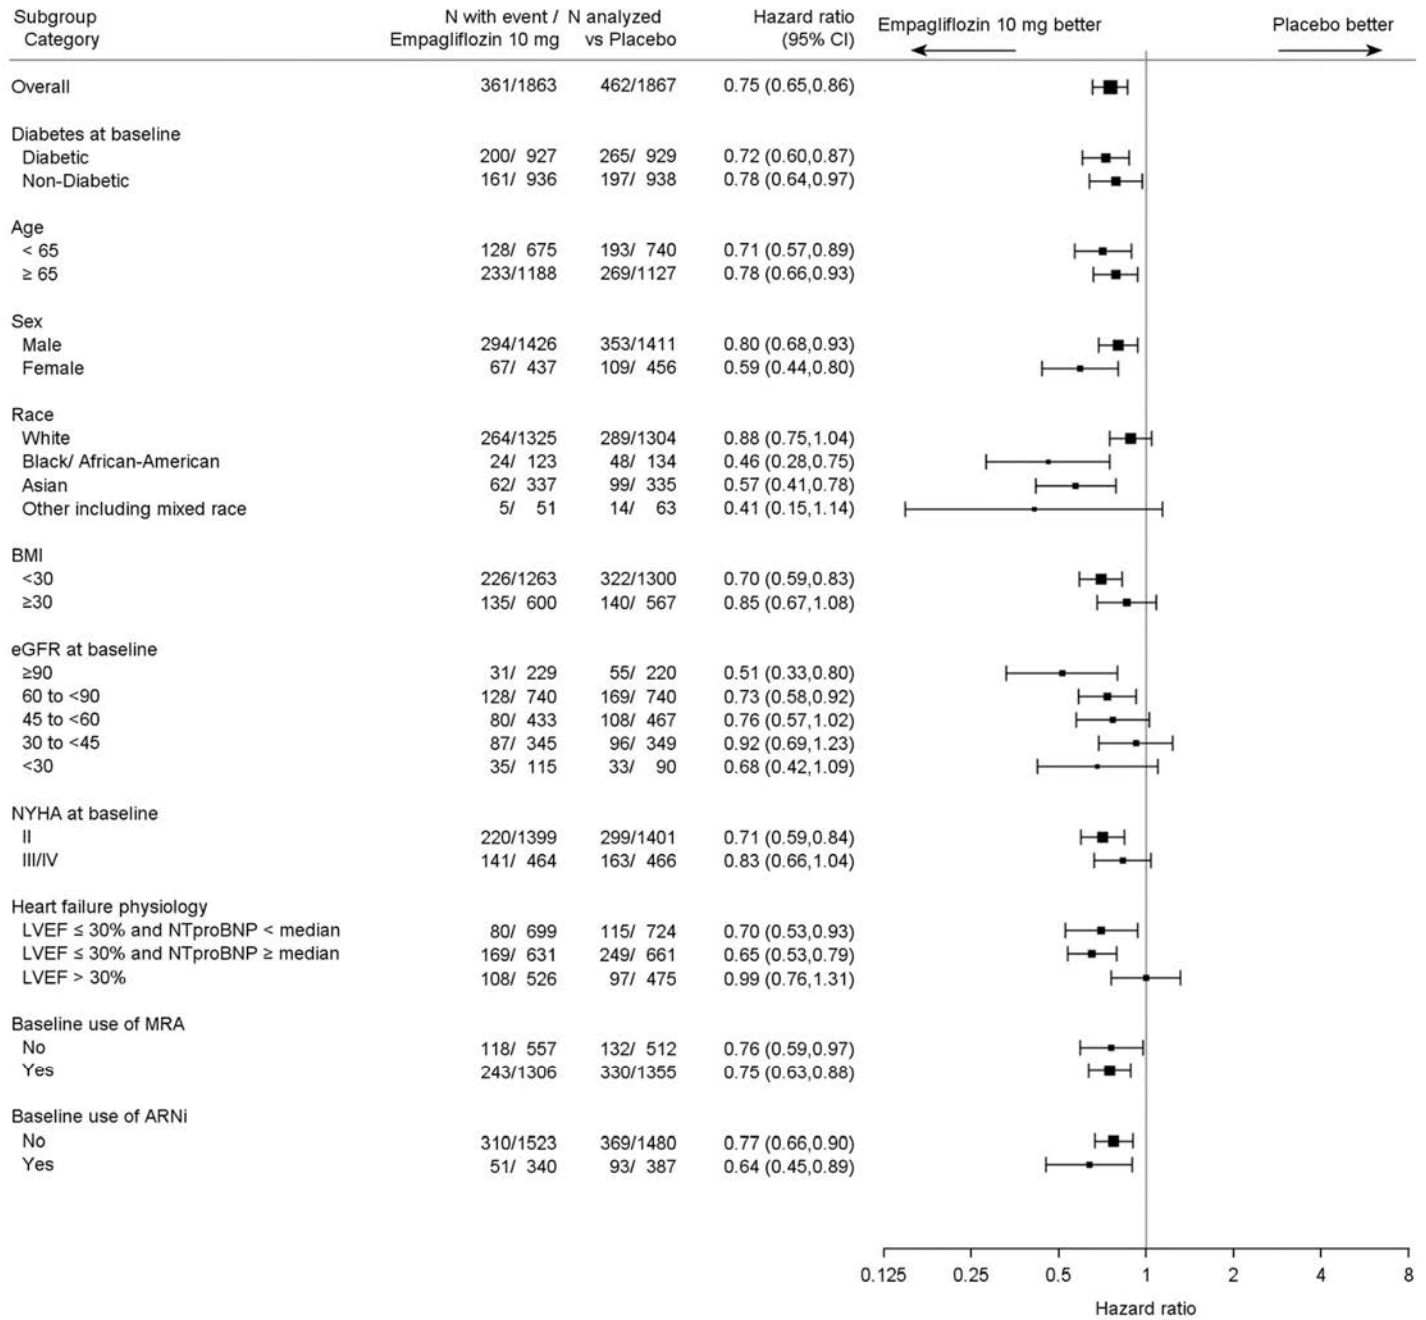 Subgroup N with event / N analyzed Hazard ratio Empagliflozin 10 mg better Placebo better
Category Empagliflozin 10 mg vs Placebo (95% CI)
Overall 361/1863 462/1867 0.75 (0.65,0.86)
Diabetes at baseline
Diabetic 200/ 927 265/ 929 0.72 (0.60,0.87)
Non-Diabetic 161/ 936 197/ 938 0.78 (0.64,0.97)
Age
< 65 128/ 675 193/ 740 0.71 (0.57,0.89)
≥ 65 233/1188 269/1127 0.78 (0.66,0.93)
Sex
Male 294/1426 353/1411 0.80 (0.68,0.93)
Female 67/ 437 109/ 456 0.59 (0.44,0.80)
Race
White 264/1325 289/1304 0.88 (0.75,1.04)
Black/ African-American 24/ 123 48/ 134 0.46 (0.28,0.75)
Asian 62/ 337 99/ 335 0.57 (0.41,0.78)
Other including mixed race 5/ 51 14/ 63 0.41 (0.15,1.14)
BMI
<30 226/1263 322/1300 0.70 (0.59,0.83)
≥30 135/ 600 140/ 567 0.85 (0.67,1.08)
eGFR at baseline
≥90 31/ 229 55/ 220 0.51 (0.33,0.80)
60 to <90 128/ 740 169/ 740 0.73 (0.58,0.92)
45 to <60 80/ 433 108/ 467 0.76 (0.57,1.02)
30 to <45 87/ 345 96/ 349 0.92 (0.69,1.23)
<30 35/ 115 33/ 90 0.68 (0.42,1.09)
NYHA at baseline
II 220/1399 299/1401 0.71 (0.59,0.84)
III/IV 141/ 464 163/ 466 0.83 (0.66,1.04)
Heart failure physiology
LVEF ≤ 30% and NTproBNP < median 80/ 699 115/ 724 0.70 (0.53,0.93)
LVEF ≤ 30% and NTproBNP ≥ median 169/ 631 249/ 661 0.65 (0.53,0.79)
LVEF > 30% 108/ 526 97/ 475 0.99 (0.76,1.31)
Baseline use of MRA
No 118/ 557 132/ 512 0.76 (0.59,0.97)
Yes 243/1306 330/1355 0.75 (0.63,0.88)
Baseline use of ARNi
No 310/1523 369/1480 0.77 (0.66,0.90)
Yes 51/ 340 93/ 387 0.64 (0.45,0.89)
0.125 0.25 0.5 1 2 4 8
Hazard ratio